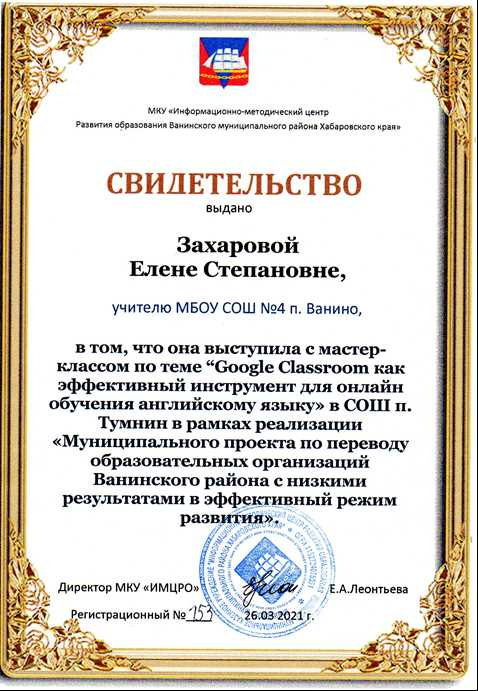 МКУ «Информационно-методический центр
Развития образования Ванинского муниципального района Хабаровского края»
СВИДЕТЕЛЬСТВО
выдано
Захаровой
Елене Степановне,
учителю МБОУ СОШ №4 п. Ванино,
в том, что она выступила с мастер-
классом по теме “Google Classroom как
эффективный инструмент для онлайн
обучения английскому языку» в СОШ п.
Тумнин в рамках реализации
«Муниципального проекта по переводу
образовательных организаций
Ванинского района с низкими
результатами в эффективный режим
развития».
Директор МКУ «ИМЦРО» Е.А.Леонтьева
Регистрационный № 153 26.03 2021 г.